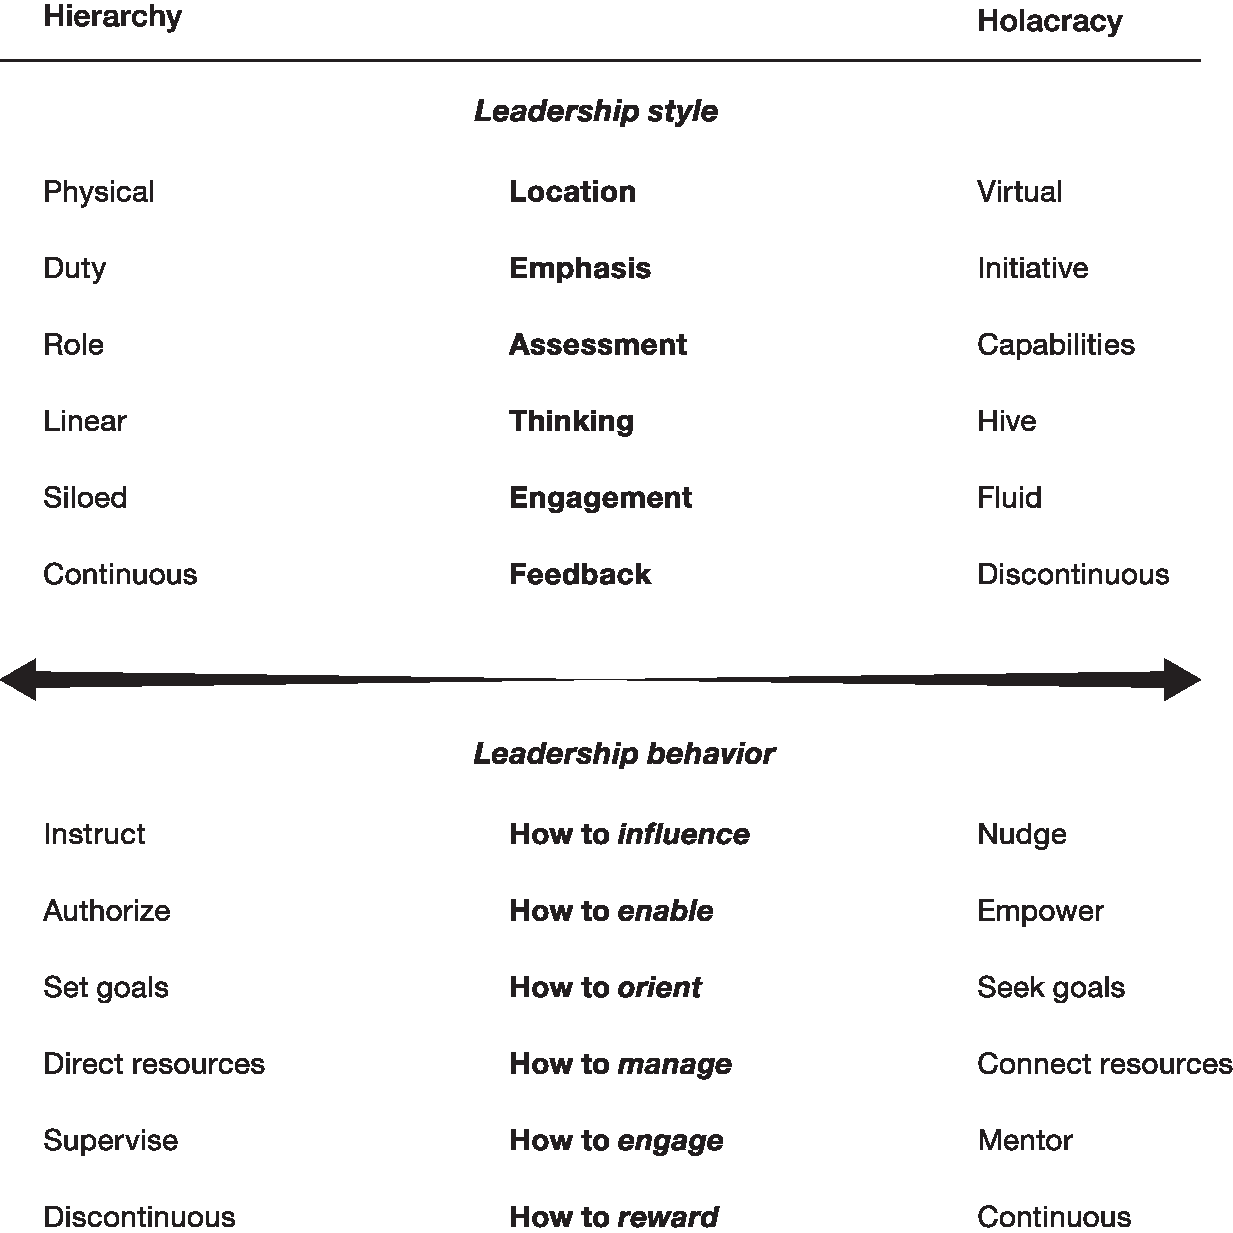 Hierarchy Holacracy
Leadership style
Physical Location Virtual
Duty Emphasis Initiative
Role Assessment Capabilities
Linear Thinking Hive
Siloed Engagement Fluid
Continuous Feedback Discontinuous
Leadership behavior
Instruct How to influence Nudge
Authorize How to enable Empower
Set goals How to orient Seek goals
Direct resources How to manage Connect resources
Supervise How to engage Mentor
Discontinuous How to reward Continuous